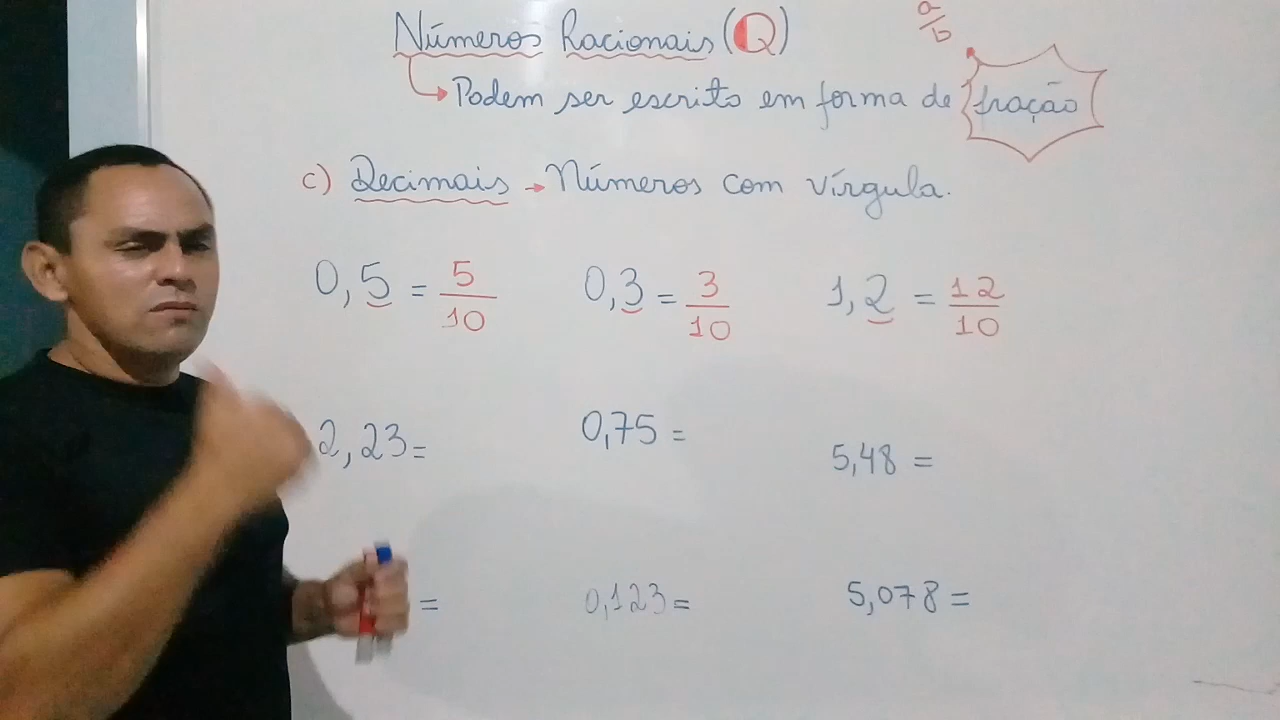 Números Racionais (Q)
a/b
Podem ser escrito em forma de fração
c) Decimais → Números com vírgula.
0,5 = 5/10 0,3 = 3/10 1,2 = 12/10
2,23 = 0,75 = 5,48 =
= 0,123 = 5,078 =